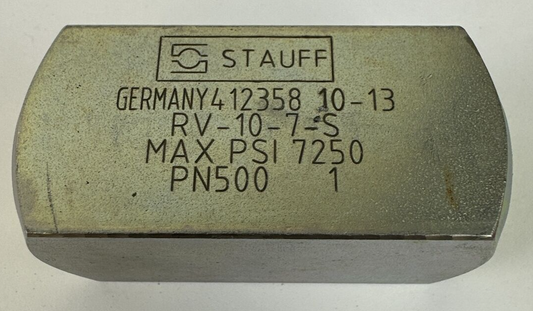 STAUFF
GERMANY 412358 10-13
RV-10-7-S
MAX PSI 7250
PN500 1